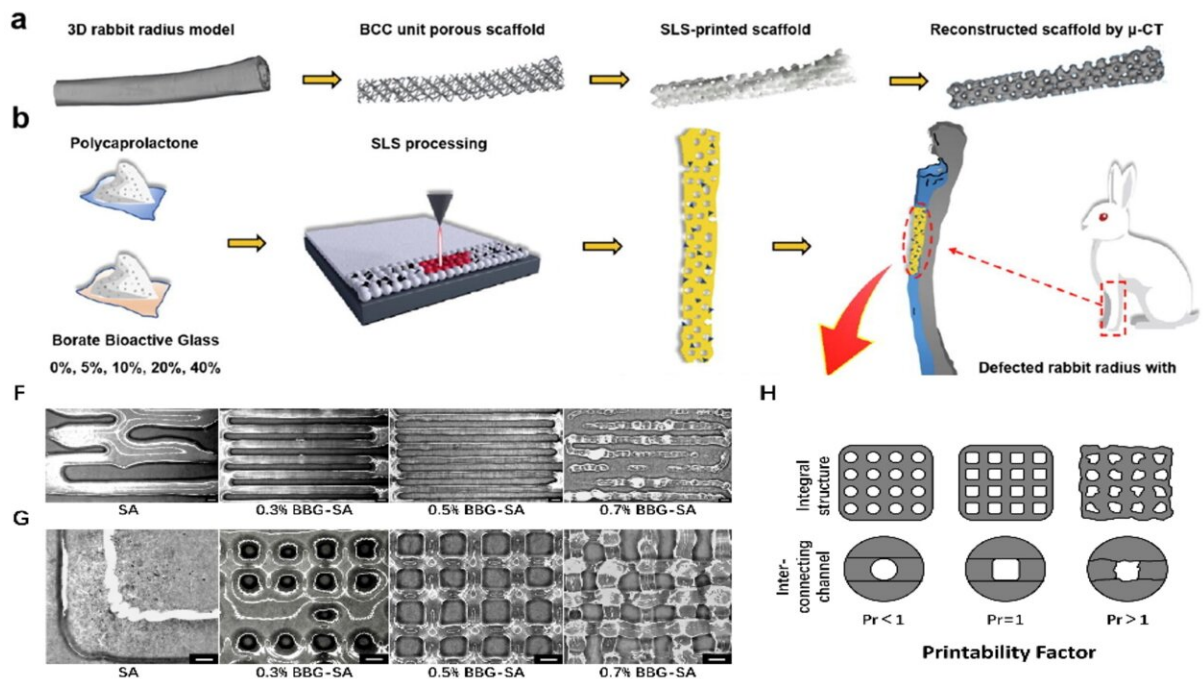 a
3D rabbit radius model
BCC unit porous scaffold
SLS-printed scaffold
Reconstructed scaffold by μ-CT
b
Polycaprolactone
SLS processing
Borate Bioactive Glass
0%, 5%, 10%, 20%, 40%
Defected rabbit radius with
F
SA
0.3% BBG-SA
0.5% BBG-SA
0.7% BBG-SA
G
SA
0.3% BBG-SA
0.5% BBG-SA
0.7% BBG-SA
H
Integral
structure
Inter-
connecting
channel
Pr < 1
Pr=1
Pr > 1
Printability Factor